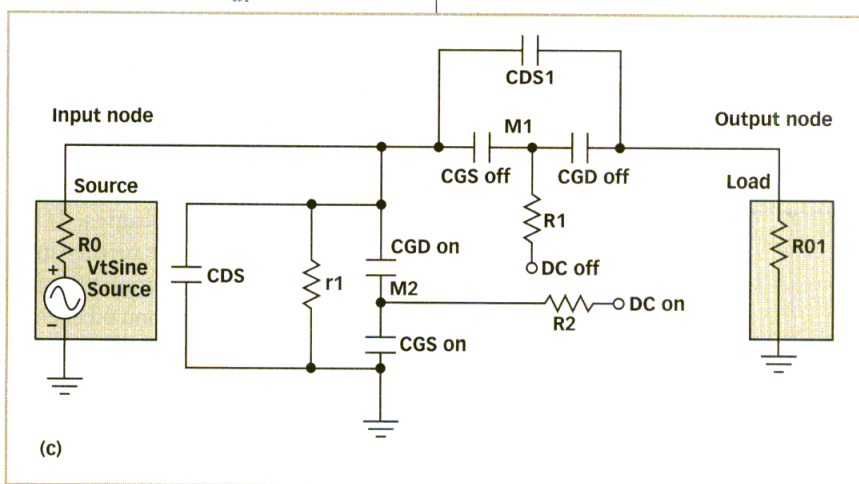 CDS1
Input node
M1
Output node
CGS off
CGD off
Source
Load
R0
R1
R01
+
VtSine
Source
CDS
r1
CGD on
DC off
M2
DC on
R2
−
CGS on
(c)